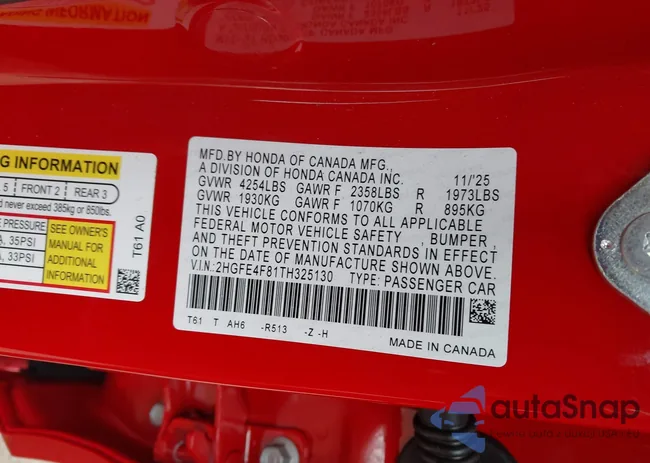 NG INFORMATION
5 FRONT 2 REAR 3
never exceed 385kg or 850lbs.
PRESSURE
35PSI
33PSI
SEE OWNER'S
MANUAL FOR
ADDITIONAL
INFORMATION
T61 A0
MFD.BY HONDA OF CANADA MFG.,
A DIVISION OF HONDA CANADA INC. 11/'25
GVWR 4254LBS GAWR F 2358LBS R 1973LBS
GVWR 1930KG GAWR F 1070KG R 895KG
THIS VEHICLE CONFORMS TO ALL APPLICABLE
FEDERAL MOTOR VEHICLE SAFETY , BUMPER,
AND THEFT PREVENTION STANDARDS IN EFFECT
ON THE DATE OF MANUFACTURE SHOWN ABOVE.
V.I.N.:2HGFE4F81TH325130 TYPE: PASSENGER CAR
T61 T AH6 -R513 -Z -H
MADE IN CANADA
autaSnap